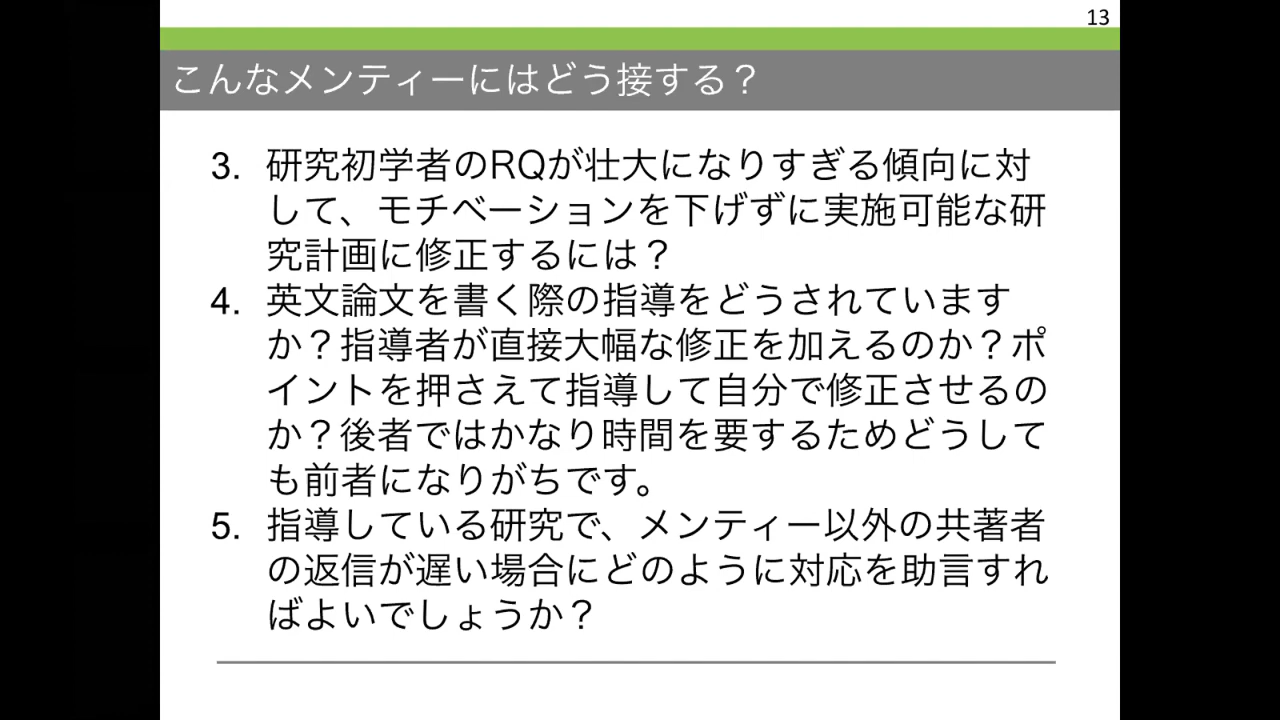 13
こんなメンティーにはどう接する？
3. 研究初学者のRQが壮大になりすぎる傾向に対
して、モチベーションを下げずに実施可能な研
究計画に修正するには？
4. 英文論文を書く際の指導をどうされています
か？指導者が直接大幅な修正を加えるのか？ポ
イントを押さえて指導して自分で修正させるの
か？後者ではかなり時間を要するためどうして
も前者になりがちです。
5. 指導している研究で、メンティー以外の共著者
の返信が遅い場合にどのように対応を助言すれ
ばよいでしょうか？